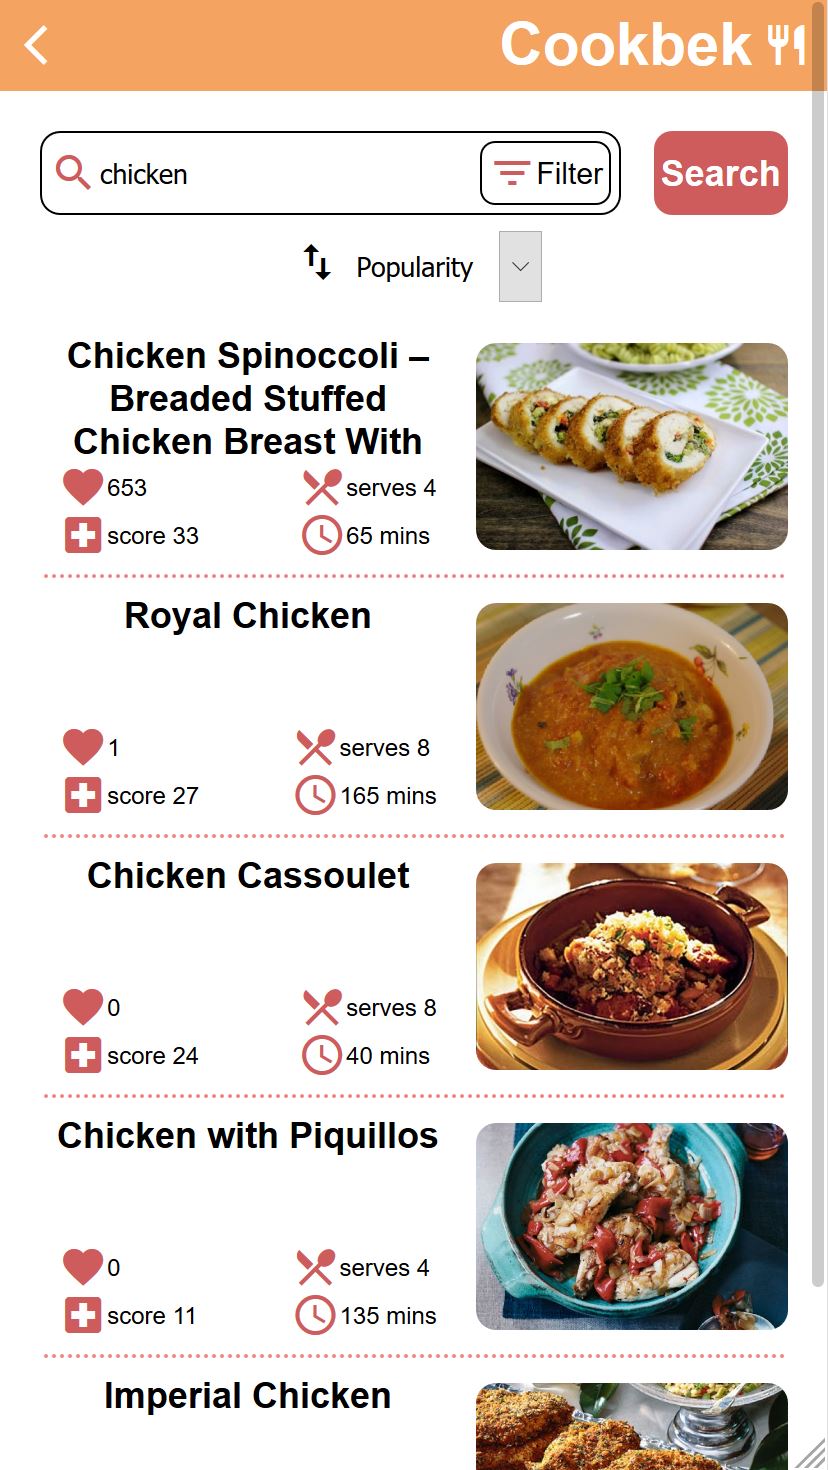 Cookbek
chicken
Filter
Search
Popularity
Chicken Spinoccoli –
Breaded Stuffed
Chicken Breast With
653
serves 4
score 33
65 mins
Royal Chicken
1
serves 8
score 27
165 mins
Chicken Cassoulet
0
serves 8
score 24
40 mins
Chicken with Piquillos
0
serves 4
score 11
135 mins
Imperial Chicken